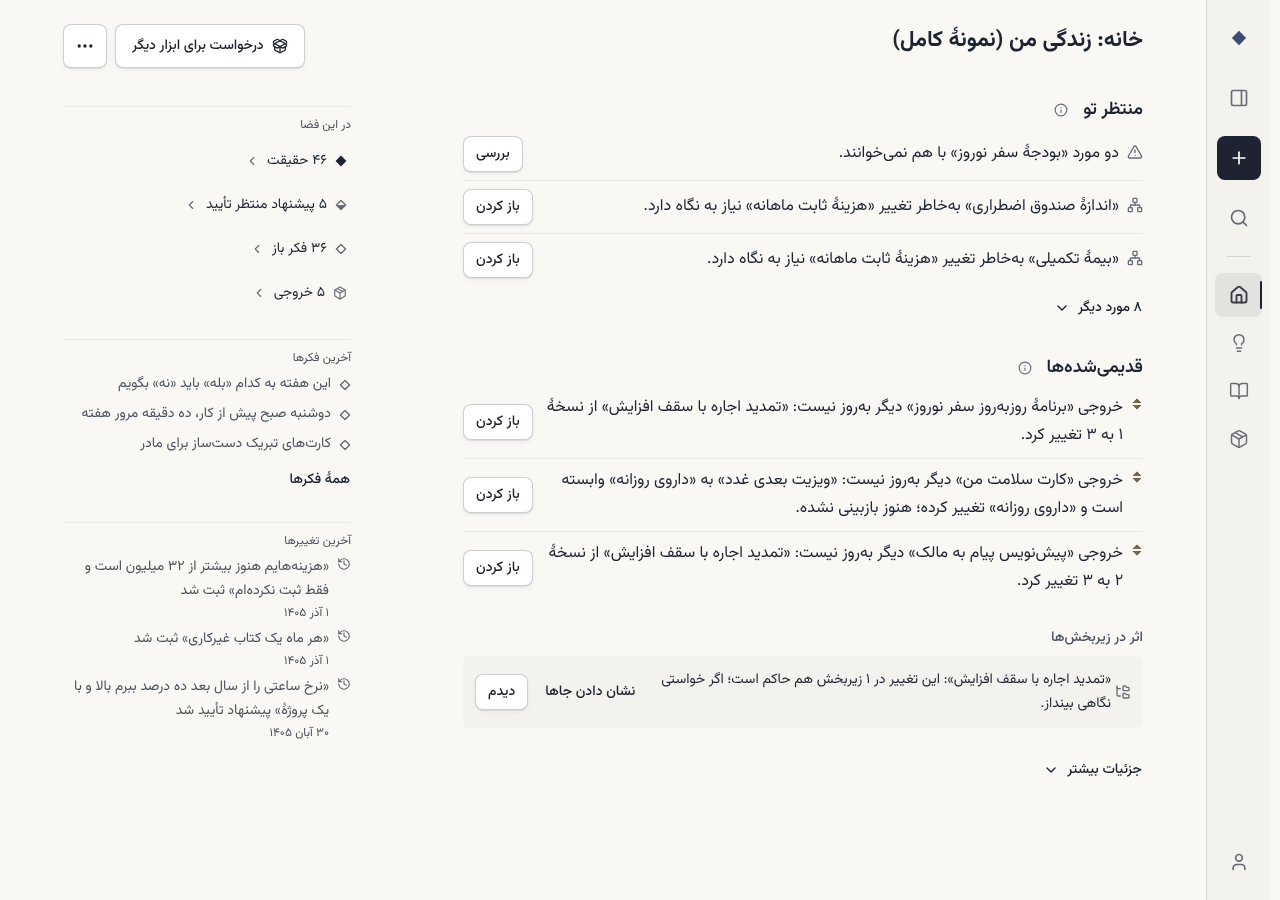 خانه: زندگی من (نمونهٔ کامل)
درخواست برای ابزار دیگر
منتظر تو
دو مورد «بودجهٔ سفر نوروز» با هم نمی‌خوانند.
بررسی
«اندازهٔ صندوق اضطراری» به‌خاطر تغییر «هزینهٔ ثابت ماهانه» نیاز به نگاه دارد.
باز کردن
«بیمهٔ تکمیلی» به‌خاطر تغییر «هزینهٔ ثابت ماهانه» نیاز به نگاه دارد.
باز کردن
۸ مورد دیگر
قدیمی‌شده‌ها
خروجی «برنامهٔ روزبه‌روز سفر نوروز» دیگر به‌روز نیست: «تمدید اجاره با سقف افزایش» از نسخهٔ
۱ به ۳ تغییر کرد.
باز کردن
خروجی «کارت سلامت من» دیگر به‌روز نیست: «ویزیت بعدی غدد» به «داروی روزانه» وابسته
است و «داروی روزانه» تغییر کرده؛ هنوز بازبینی نشده.
باز کردن
خروجی «پیش‌نویس پیام به مالک» دیگر به‌روز نیست: «تمدید اجاره با سقف افزایش» از نسخهٔ
۲ به ۳ تغییر کرد.
باز کردن
اثر در زیربخش‌ها
«تمدید اجاره با سقف افزایش»: این تغییر در ۱ زیربخش هم حاکم است؛ اگر خواستی
نگاهی بینداز.
نشان دادن جاها
دیدم
جزئیات بیشتر
در این فضا
۴۶ حقیقت
۵ پیشنهاد منتظر تأیید
۳۶ فکر باز
۵ خروجی
آخرین فکرها
این هفته به کدام «بله» باید «نه» بگویم
دوشنبه صبح پیش از کار، ده دقیقه مرور هفته
کارت‌های تبریک دست‌ساز برای مادر
همهٔ فکرها
آخرین تغییرها
«هزینه‌هایم هنوز بیشتر از ۳۲ میلیون است و
فقط ثبت نکرده‌ام» ثبت شد
۱ آذر ۱۴۰۵
«هر ماه یک کتاب غیرکاری» ثبت شد
۱ آذر ۱۴۰۵
«نرخ ساعتی را از سال بعد ده درصد ببرم بالا و با
یک پروژهٔ» پیشنهاد تأیید شد
۳۰ آبان ۱۴۰۵